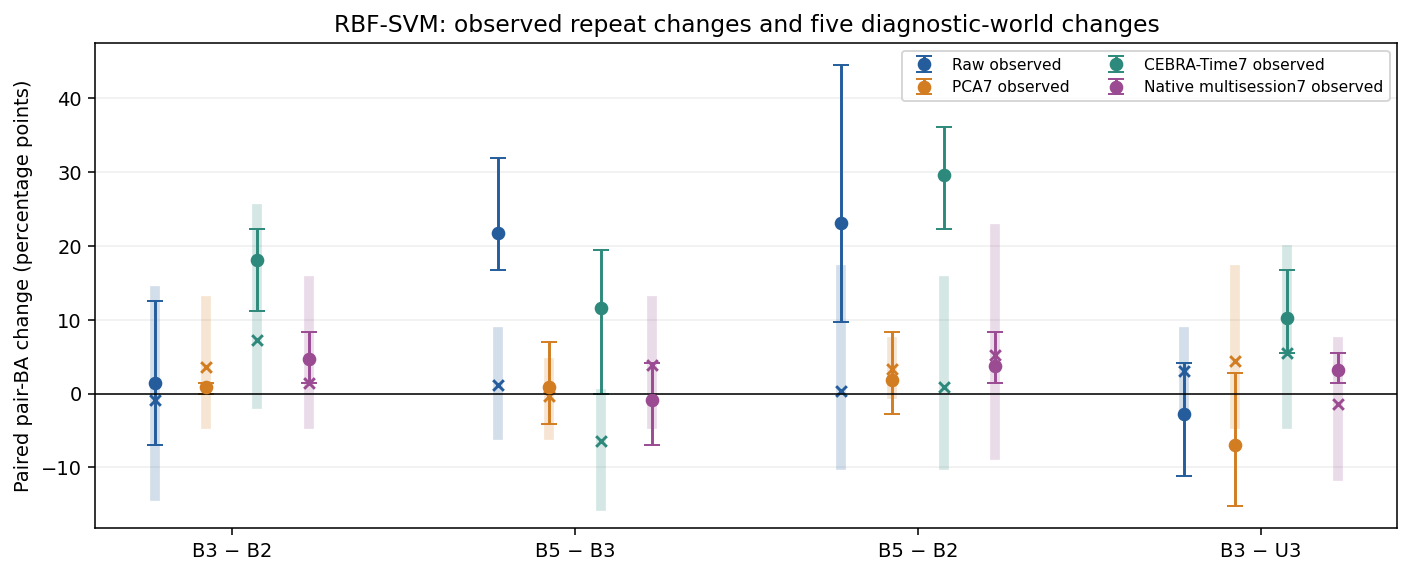 RBF-SVM: observed repeat changes and five diagnostic-world changes
Paired pair-BA change (percentage points)
40
30
20
10
0
−10
Raw observed
PCA7 observed
CEBRA-Time7 observed
Native multisession7 observed
B3 − B2
B5 − B3
B5 − B2
B3 − U3